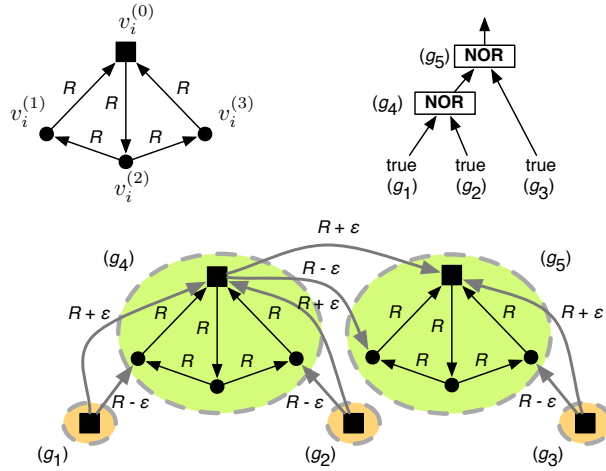 v_i^{(0)}
R R R
v_i^{(1)} v_i^{(3)}
R R
v_i^{(2)}
(g5) NOR
(g4) NOR
true true true
(g1) (g2) (g3)
R + ε
(g4) (g5)
R - ε
R + ε R + ε R + ε
R R R R R R
R R R R
R - ε R - ε R - ε
(g1) (g2) (g3)